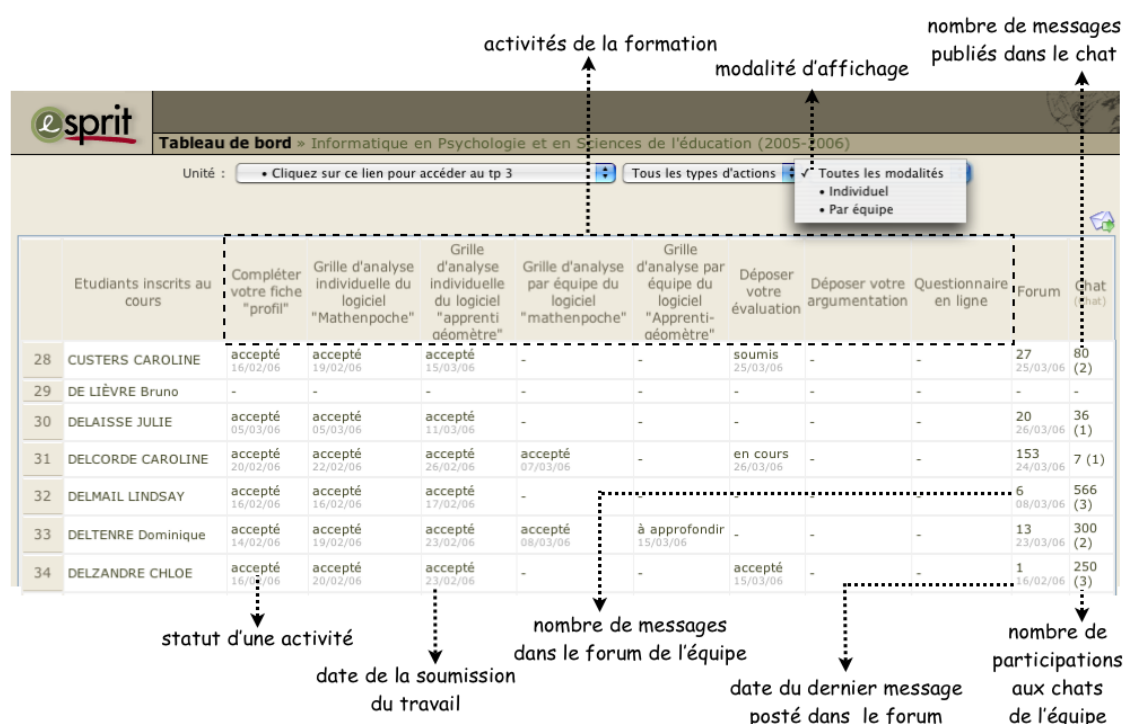 nombre de messages
publiés dans le chat
activités de la formation
modalité d'affichage
esprit
Tableau de bord » Informatique en Psychologie et en Sciences de l'éducation (2005-2006)
Unité : • Cliquez sur ce lien pour accéder au tp 3 Tous les types d'actions ✓ Toutes les modalités
• Individuel
• Par équipe
Etudiants inscrits au
cours
Compléter
votre fiche
"profil"
Grille d'analyse
individuelle du
logiciel
"Mathenpoche"
Grille
d'analyse
individuelle
du logiciel
"apprenti
géomètre"
Grille d'analyse
par équipe du
logiciel
"mathenpoche"
Grille
d'analyse par
équipe du
logiciel
"Apprenti-
géomètre"
Déposer
votre
évaluation
Déposer votre
argumentation
Questionnaire
en ligne
Forum
Chat
(Chat)
28 CUSTERS CAROLINE accepté accepté accepté - - soumis - - 27 80
16/02/06 19/02/06 15/03/06 25/03/06 25/03/06 (2)
29 DE LIÈVRE Bruno - - - - - - - - - -
30 DELAISSE JULIE accepté accepté accepté - - - - - 20 36
05/03/06 05/03/06 11/03/06 26/03/06 (1)
31 DELCORDE CAROLINE accepté accepté accepté accepté - en cours - - 153 7 (1)
20/02/06 22/02/06 26/02/06 07/03/06 26/03/06 24/03/06
32 DELMAIL LINDSAY accepté accepté accepté - - - - - 6 566
16/02/06 16/02/06 17/02/06 08/03/06 (3)
33 DELTENRE Dominique accepté accepté accepté accepté à approfondir - - - 13 300
14/02/06 19/02/06 23/02/06 08/03/06 15/03/06 23/03/06 (2)
34 DELZANDRE CHLOE accepté accepté accepté - - accepté - - 1 250
16/02/06 20/02/06 23/02/06 15/03/06 16/02/06 (3)
statut d'une activité
date de la soumission
du travail
nombre de messages
dans le forum de l'équipe
date du dernier message
posté dans le forum
nombre de
participations
aux chats
de l'équipe